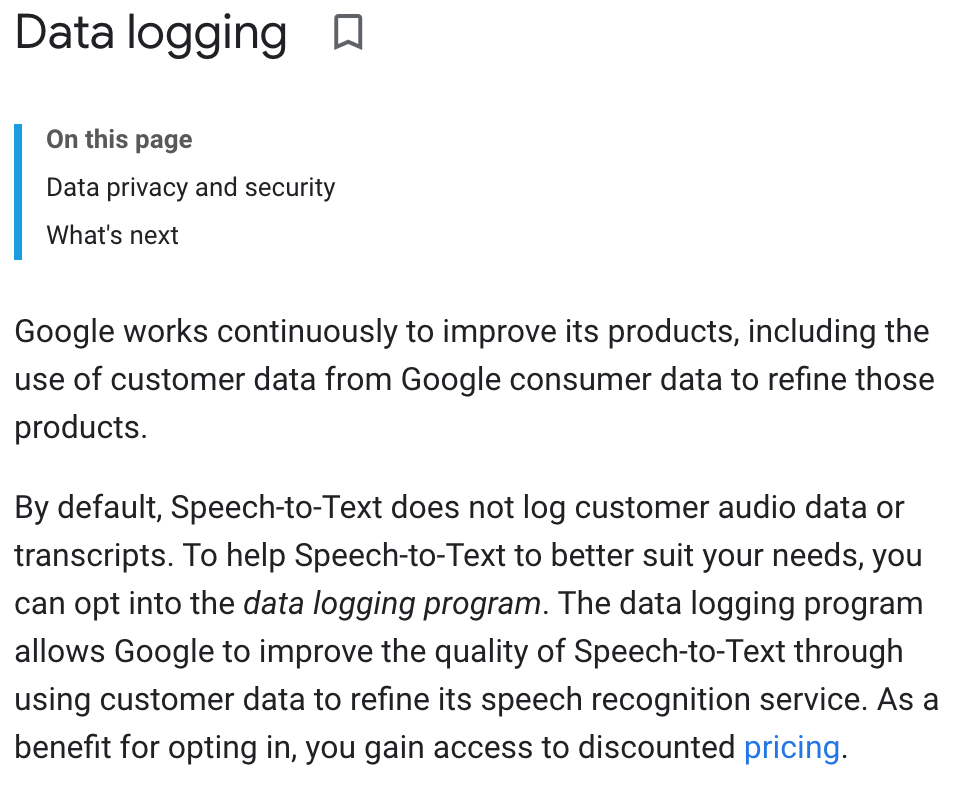 Data logging
On this page
Data privacy and security
What's next
Google works continuously to improve its products, including the
use of customer data from Google consumer data to refine those
products.
By default, Speech-to-Text does not log customer audio data or
transcripts. To help Speech-to-Text to better suit your needs, you
can opt into the data logging program. The data logging program
allows Google to improve the quality of Speech-to-Text through
using customer data to refine its speech recognition service. As a
benefit for opting in, you gain access to discounted pricing.